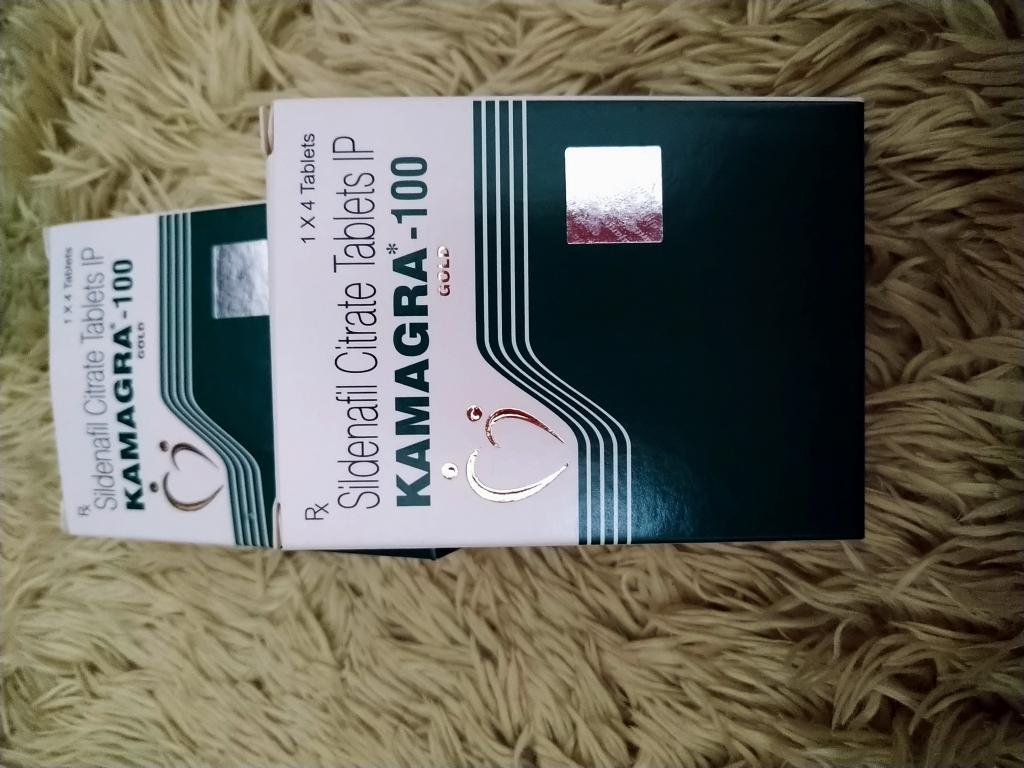 Rx
1 X 4 Tablets
Sildenafil Citrate Tablets IP
KAMAGRA*-100
GOLD
Rx
1 X 4 Tablets
Sildenafil Citrate Tablets IP
KAMAGRA*-100
GOLD